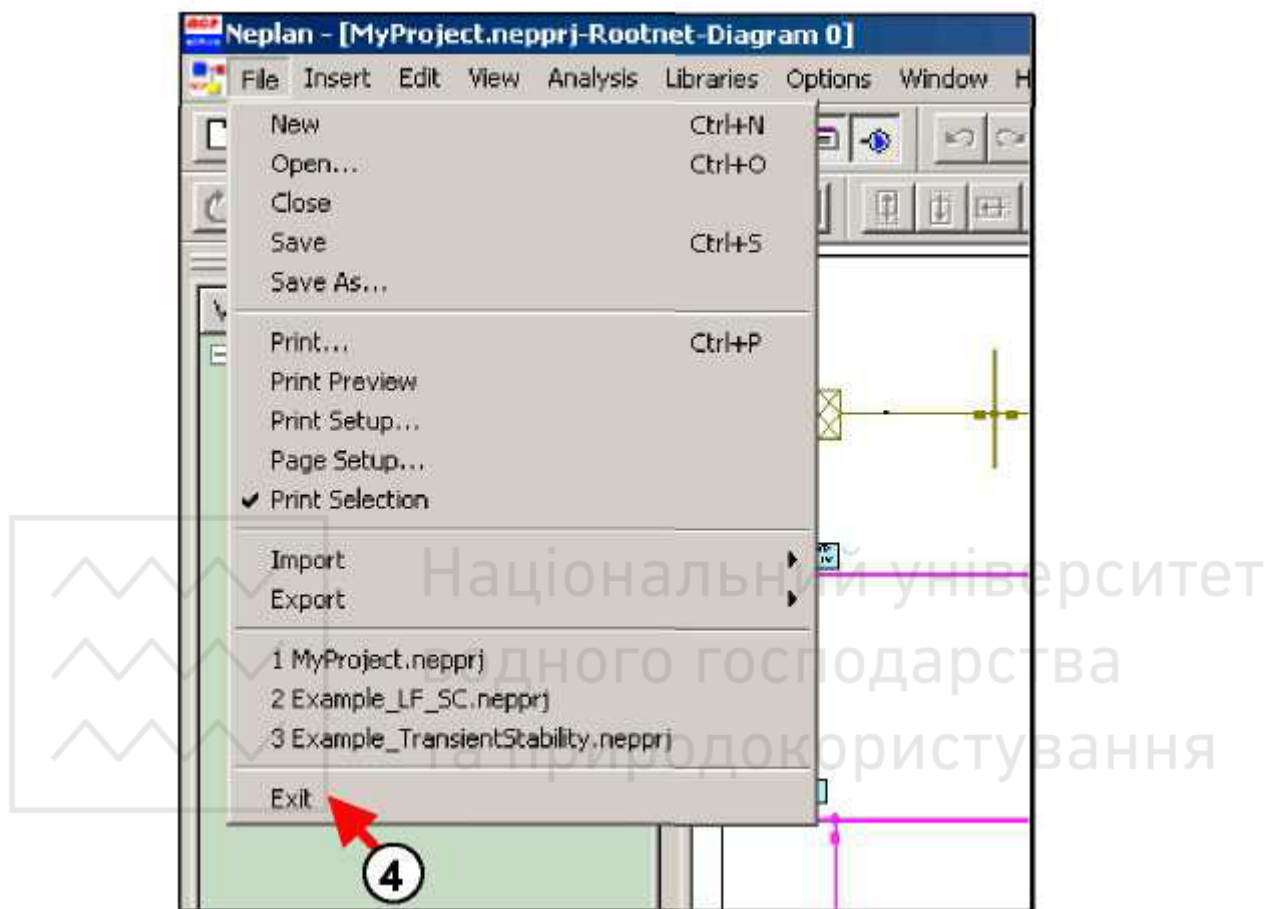 Neplan - [MyProject.nepprj-Rootnet-Diagram 0]
File Insert Edit View Analysis Libraries Options Window H
New Ctrl+N
Open... Ctrl+O
Close
Save Ctrl+S
Save As...
Print... Ctrl+P
Print Preview
Print Setup...
Page Setup...
✔ Print Selection
Import
Export
1 MyProject.nepprj
2 Example_LF_SC.nepprj
3 Example_TransientStability.nepprj
Exit
4
Національний університет
водного господарства
та природокористування